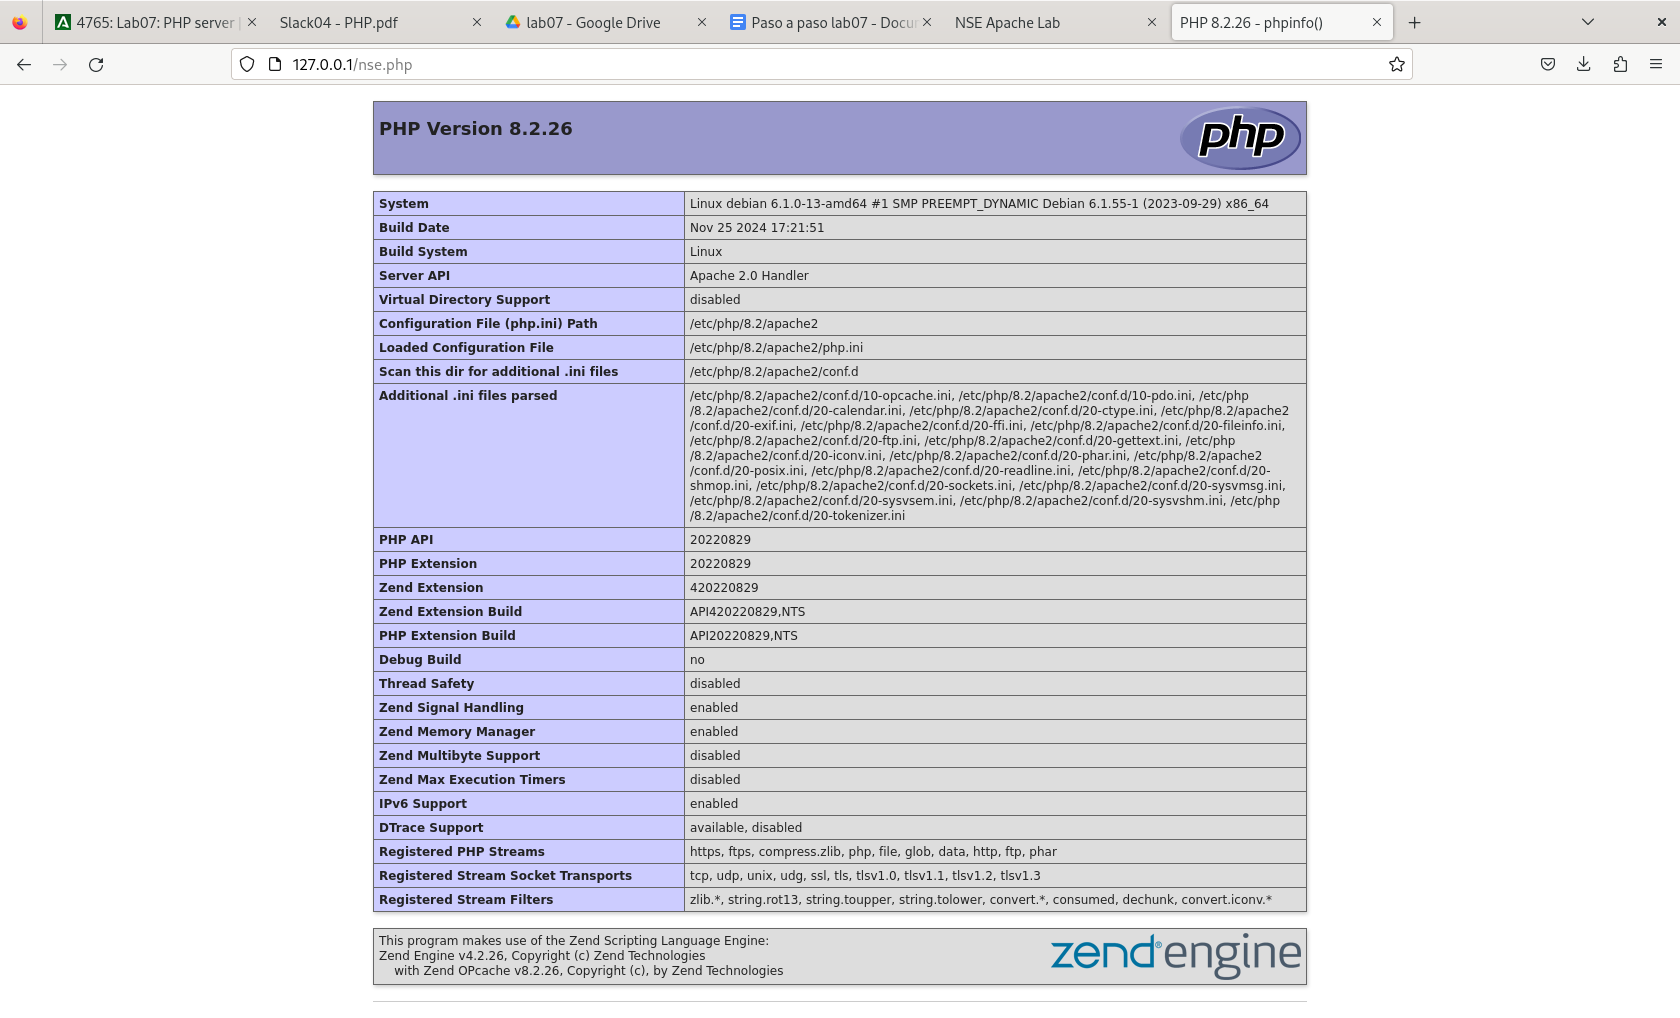 4765: Lab07: PHP server
Slack04 - PHP.pdf
lab07 - Google Drive
Paso a paso lab07 - Docu
NSE Apache Lab
PHP 8.2.26 - phpinfo()
127.0.0.1/nse.php
PHP Version 8.2.26
php
System Linux debian 6.1.0-13-amd64 #1 SMP PREEMPT_DYNAMIC Debian 6.1.55-1 (2023-09-29) x86_64
Build Date Nov 25 2024 17:21:51
Build System Linux
Server API Apache 2.0 Handler
Virtual Directory Support disabled
Configuration File (php.ini) Path /etc/php/8.2/apache2
Loaded Configuration File /etc/php/8.2/apache2/php.ini
Scan this dir for additional .ini files /etc/php/8.2/apache2/conf.d
Additional .ini files parsed /etc/php/8.2/apache2/conf.d/10-opcache.ini, /etc/php/8.2/apache2/conf.d/10-pdo.ini, /etc/php
/8.2/apache2/conf.d/20-calendar.ini, /etc/php/8.2/apache2/conf.d/20-ctype.ini, /etc/php/8.2/apache2
/conf.d/20-exif.ini, /etc/php/8.2/apache2/conf.d/20-ffi.ini, /etc/php/8.2/apache2/conf.d/20-fileinfo.ini,
/etc/php/8.2/apache2/conf.d/20-ftp.ini, /etc/php/8.2/apache2/conf.d/20-gettext.ini, /etc/php
/8.2/apache2/conf.d/20-iconv.ini, /etc/php/8.2/apache2/conf.d/20-phar.ini, /etc/php/8.2/apache2
/conf.d/20-posix.ini, /etc/php/8.2/apache2/conf.d/20-readline.ini, /etc/php/8.2/apache2/conf.d/20-
shmop.ini, /etc/php/8.2/apache2/conf.d/20-sockets.ini, /etc/php/8.2/apache2/conf.d/20-sysvmsg.ini,
/etc/php/8.2/apache2/conf.d/20-sysvsem.ini, /etc/php/8.2/apache2/conf.d/20-sysvshm.ini, /etc/php
/8.2/apache2/conf.d/20-tokenizer.ini
PHP API 20220829
PHP Extension 20220829
Zend Extension 420220829
Zend Extension Build API420220829,NTS
PHP Extension Build API20220829,NTS
Debug Build no
Thread Safety disabled
Zend Signal Handling enabled
Zend Memory Manager enabled
Zend Multibyte Support disabled
Zend Max Execution Timers disabled
IPv6 Support enabled
DTrace Support available, disabled
Registered PHP Streams https, ftps, compress.zlib, php, file, glob, data, http, ftp, phar
Registered Stream Socket Transports tcp, udp, unix, udg, ssl, tls, tlsv1.0, tlsv1.1, tlsv1.2, tlsv1.3
Registered Stream Filters zlib.*, string.rot13, string.toupper, string.tolower, convert.*, consumed, dechunk, convert.iconv.*
This program makes use of the Zend Scripting Language Engine:
Zend Engine v4.2.26, Copyright (c) Zend Technologies
with Zend OPcache v8.2.26, Copyright (c), by Zend Technologies
zend®engine